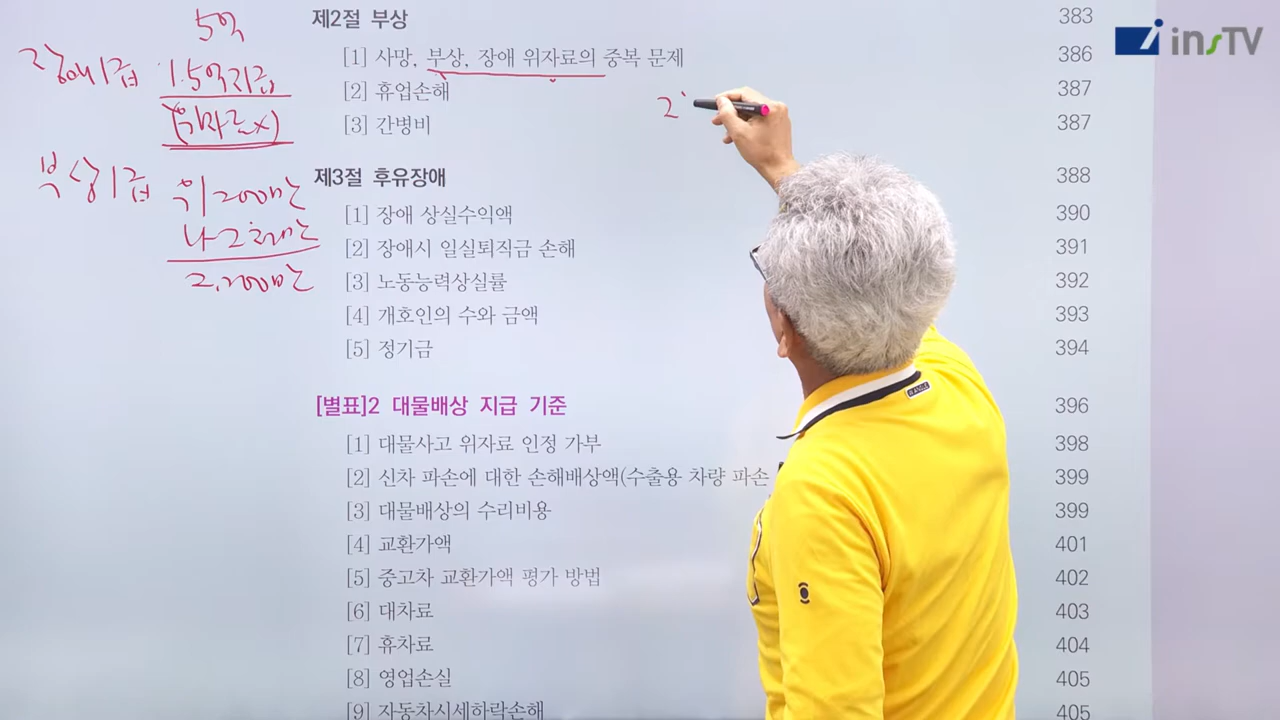 제2절 부상 383
[1] 사망, 부상, 장애 위자료의 중복 문제 386
[2] 휴업손해 387
[3] 간병비 387
제3절 후유장애 388
[1] 장애 상실수익액 390
[2] 장애시 일실퇴직금 손해 391
[3] 노동능력상실률 392
[4] 개호인의 수와 금액 393
[5] 정기금 394
[별표]2 대물배상 지급 기준 396
[1] 대물사고 위자료 인정 가부 398
[2] 신차 파손에 대한 손해배상액(수출용 차량 파손 399
[3] 대물배상의 수리비용 399
[4] 교환가액 401
[5] 중고차 교환가액 평가 방법 402
[6] 대차료 403
[7] 휴차료 404
[8] 영업손실 405
[9] 자동차시세하락손해 405
insTV
5억
장애1급 1.5억지급
(위자료x)
부상1급 위 200만
2,200만
2